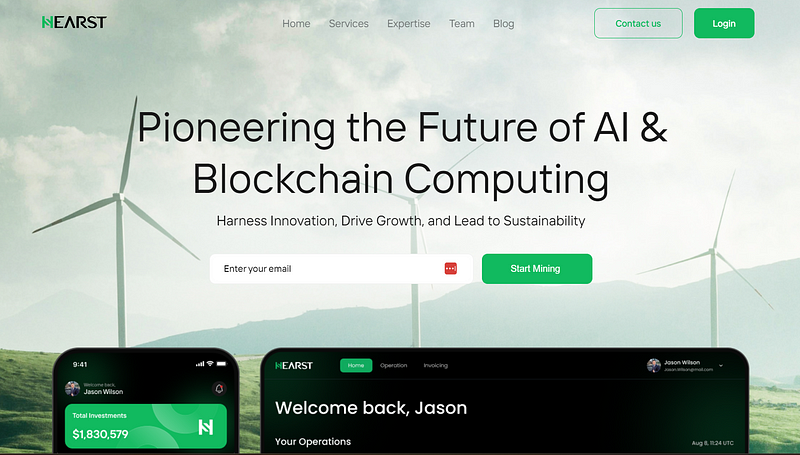 HEARST
Home Services Expertise Team Blog
Contact us
Login
Pioneering the Future of AI &
Blockchain Computing
Harness Innovation, Drive Growth, and Lead to Sustainability
Enter your email
Start Mining
9:41
Welcome back,
Jason Wilson
Total Investments
$1,830,579
HEARST
Home Operation Invoicing
Jason Wilson
Jason.Wilson@mail.com
Welcome back, Jason
Your Operations
Aug 8, 11:24 UTC